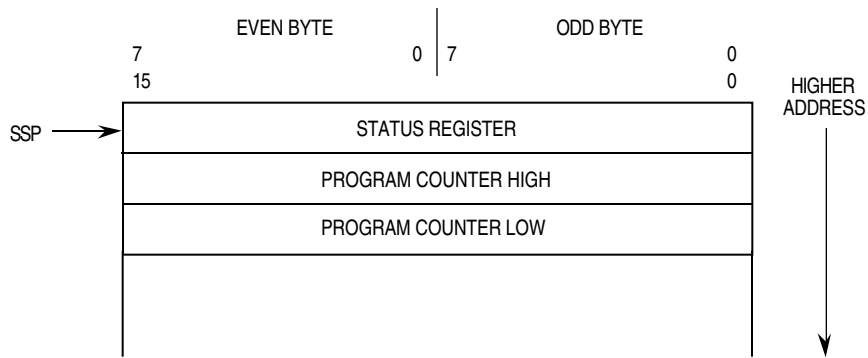 EVEN BYTE ODD BYTE
7 0 7 0
15 0
HIGHER
ADDRESS
SSP STATUS REGISTER
PROGRAM COUNTER HIGH
PROGRAM COUNTER LOW